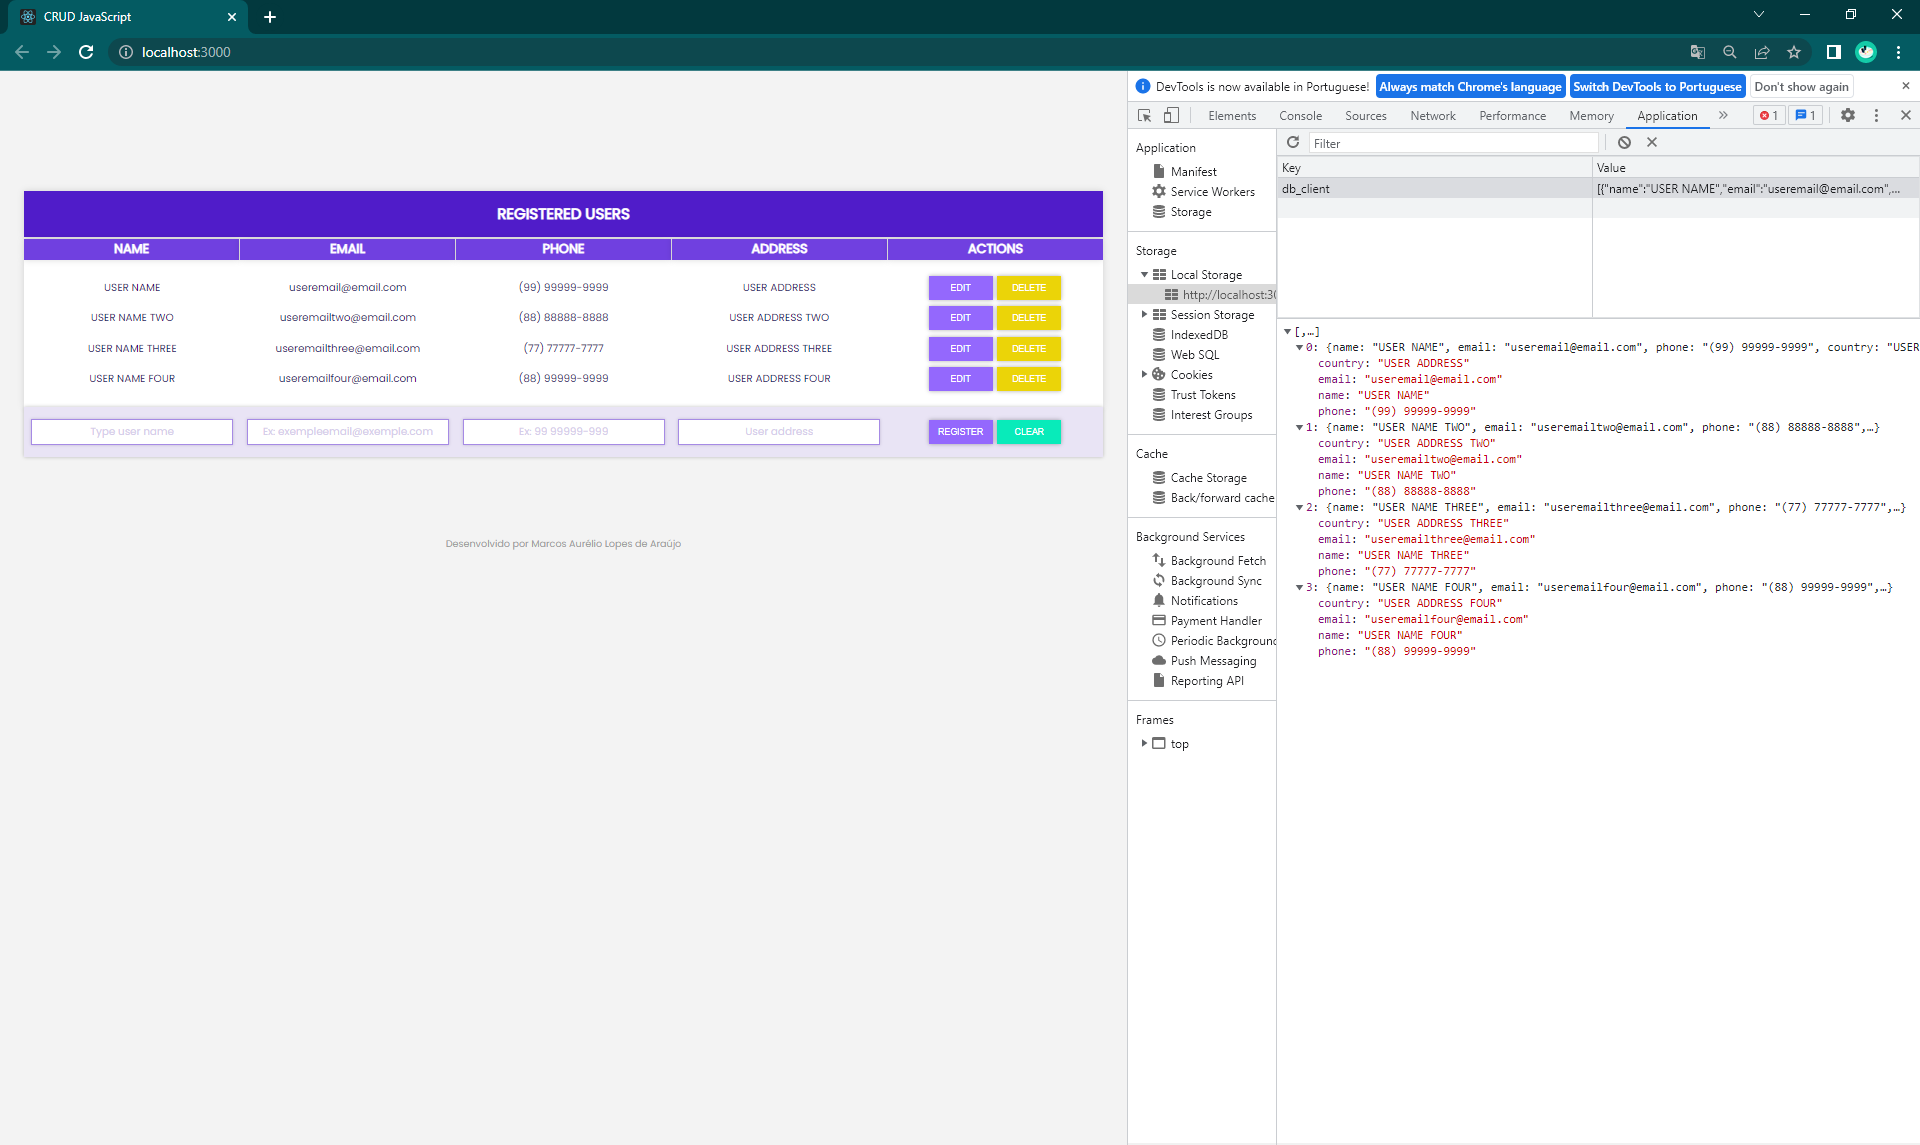 CRUD JavaScript
localhost:3000
REGISTERED USERS
NAME EMAIL PHONE ADDRESS ACTIONS
USER NAME useremail@email.com (99) 99999-9999 USER ADDRESS EDIT DELETE
USER NAME TWO useremailtwo@email.com (88) 88888-8888 USER ADDRESS TWO EDIT DELETE
USER NAME THREE useremailthree@email.com (77) 77777-7777 USER ADDRESS THREE EDIT DELETE
USER NAME FOUR useremailfour@email.com (88) 99999-9999 USER ADDRESS FOUR EDIT DELETE
Type user name Ex: exempleemail@exemple.com Ex: 99 99999-999 User address REGISTER CLEAR
Desenvolvido por Marcos Aurélio Lopes de Araújo
DevTools is now available in Portuguese! Always match Chrome's language Switch DevTools to Portuguese Don't show again
Elements Console Sources Network Performance Memory Application 1 1
Application
Manifest
Service Workers
Storage
Storage
Local Storage
http://localhost:30
Session Storage
IndexedDB
Web SQL
Cookies
Trust Tokens
Interest Groups
Cache
Cache Storage
Back/forward cache
Background Services
Background Fetch
Background Sync
Notifications
Payment Handler
Periodic Background
Push Messaging
Reporting API
Frames
top
Filter
Key Value
db_client [{"name":"USER NAME","email":"useremail@email.com",...
[,…]
0: {name: "USER NAME", email: "useremail@email.com", phone: "(99) 99999-9999", country: "USER
country: "USER ADDRESS"
email: "useremail@email.com"
name: "USER NAME"
phone: "(99) 99999-9999"
1: {name: "USER NAME TWO", email: "useremailtwo@email.com", phone: "(88) 88888-8888",…}
country: "USER ADDRESS TWO"
email: "useremailtwo@email.com"
name: "USER NAME TWO"
phone: "(88) 88888-8888"
2: {name: "USER NAME THREE", email: "useremailthree@email.com", phone: "(77) 77777-7777",…}
country: "USER ADDRESS THREE"
email: "useremailthree@email.com"
name: "USER NAME THREE"
phone: "(77) 77777-7777"
3: {name: "USER NAME FOUR", email: "useremailfour@email.com", phone: "(88) 99999-9999",…}
country: "USER ADDRESS FOUR"
email: "useremailfour@email.com"
name: "USER NAME FOUR"
phone: "(88) 99999-9999"